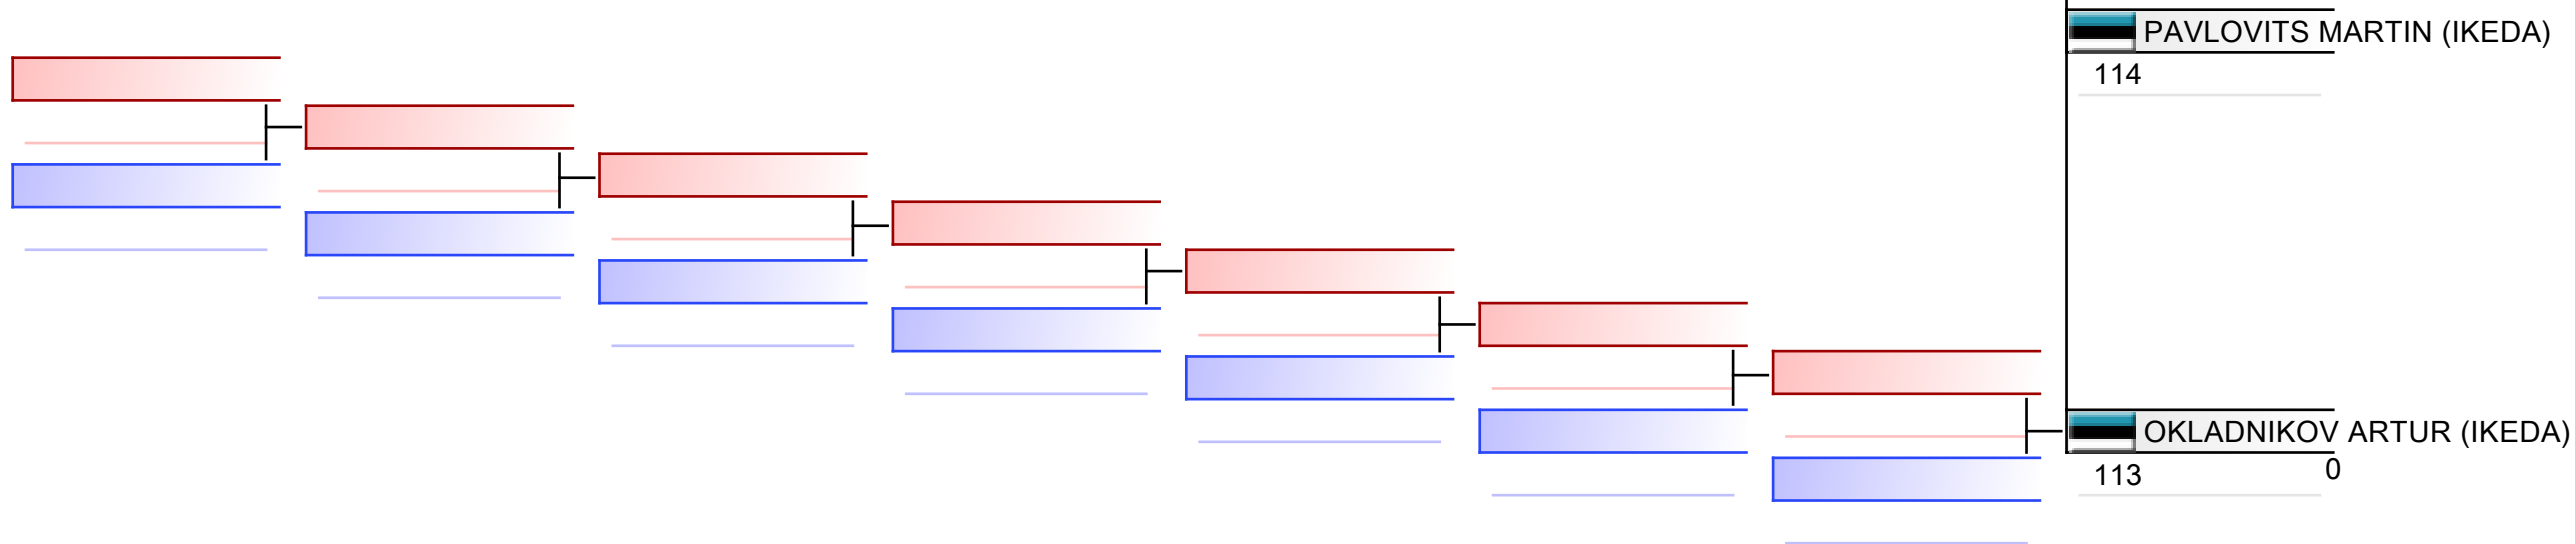 PAVLOVITS MARTIN (IKEDA)
114
OKLADNIKOV ARTUR (IKEDA)
113 0